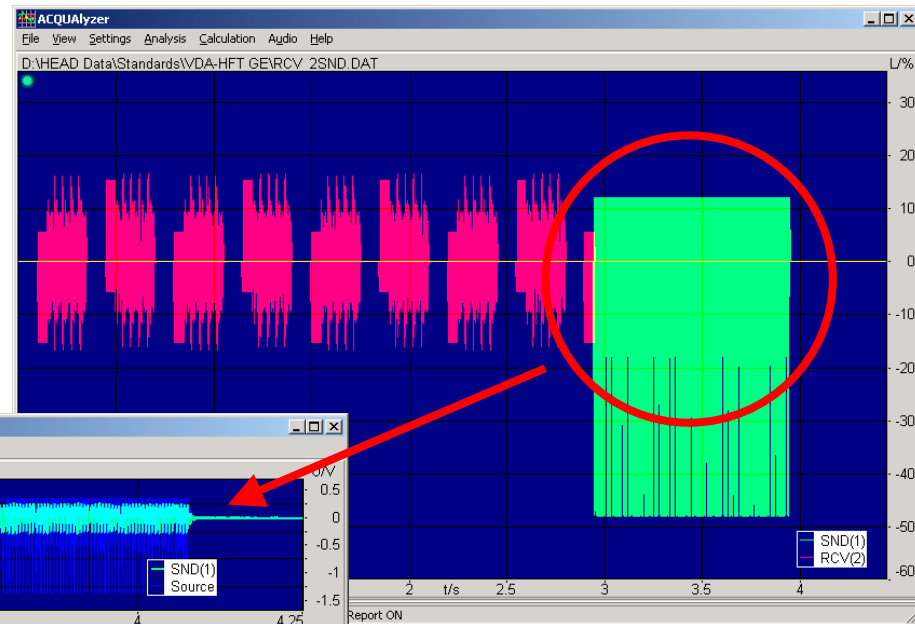 ACQUAlyzer
File View Settings Analysis Calculation Audio Help
D:\HEAD Data\Standards\VDA-HFT GE\RCV 2SND.DAT L/%
30
20
10
0
-10
-20
-30
-40
-50
-60
SND(1)
RCV(2)
2 t/s 2.5 3 3.5 4
Report ON
0.5
0
-0.5
-1
-1.5
SND(1)
Source
4 4.25